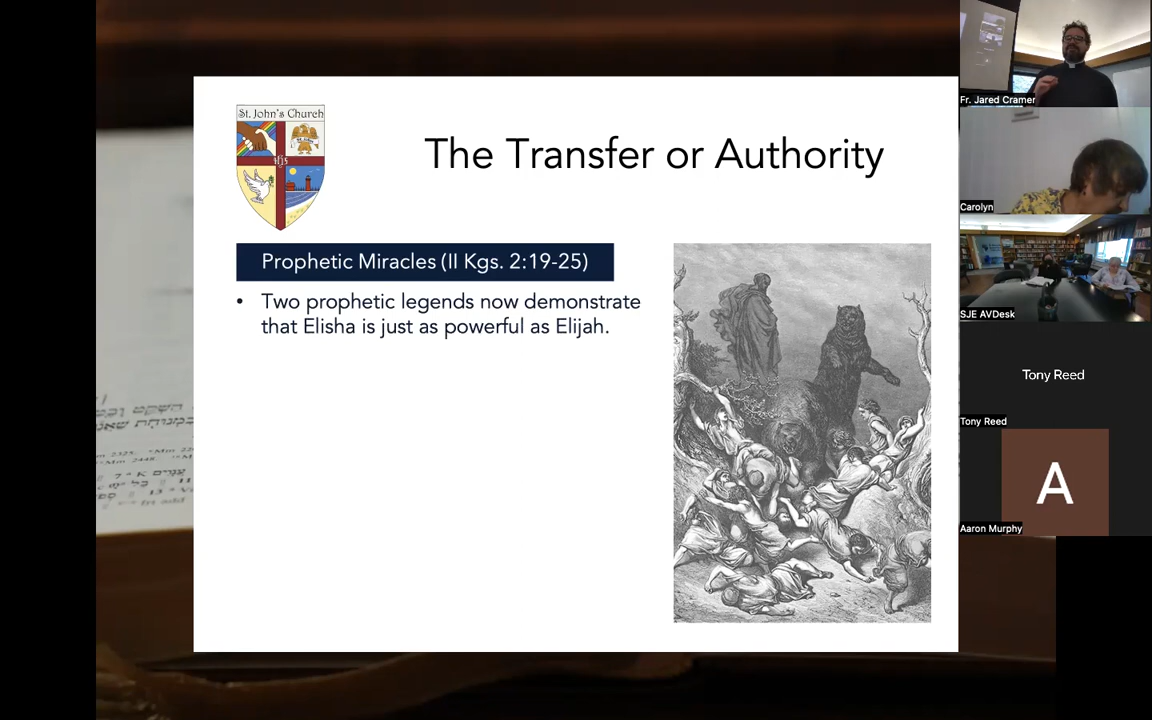 St. John's Church
The Transfer or Authority
Prophetic Miracles (II Kgs. 2:19-25)
• Two prophetic legends now demonstrate
that Elisha is just as powerful as Elijah.
Fr. Jared Cramer
Carolyn
SJE AVDesk
Tony Reed
Tony Reed
A
Aaron Murphy